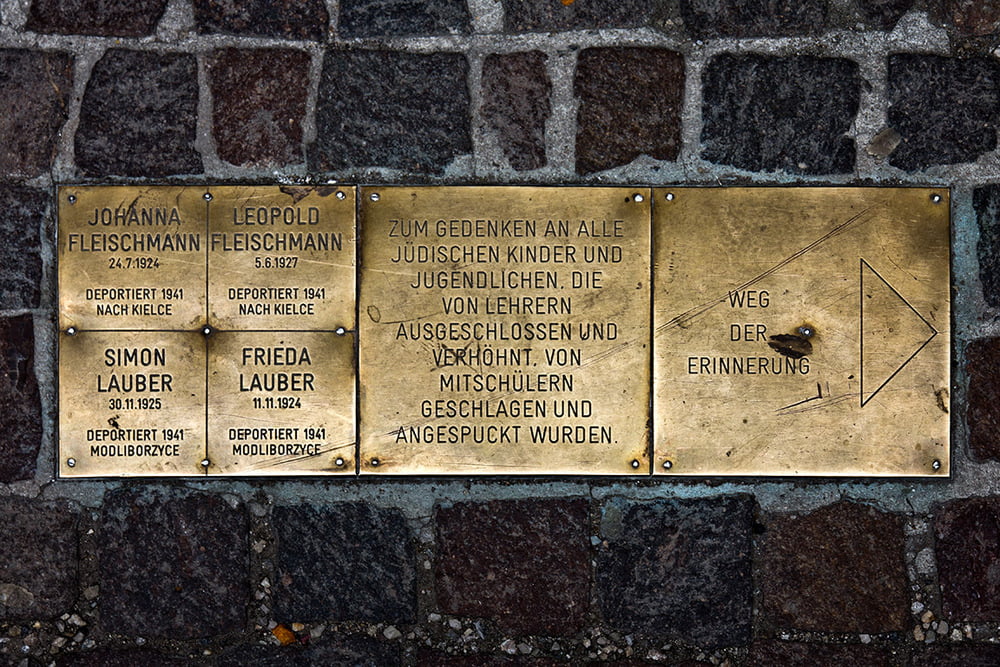 JOHANNA
FLEISCHMANN
24.7.1924
DEPORTIERT 1941
NACH KIELCE
LEOPOLD
FLEISCHMANN
5.6.1927
DEPORTIERT 1941
NACH KIELCE
SIMON
LAUBER
30.11.1925
DEPORTIERT 1941
MODLIBORZYCE
FRIEDA
LAUBER
11.11.1924
DEPORTIERT 1941
MODLIBORZYCE
ZUM GEDENKEN AN ALLE
JÜDISCHEN KINDER UND
JUGENDLICHEN, DIE
VON LEHRERN
AUSGESCHLOSSEN UND
VERHÖHNT, VON
MITSCHÜLERN
GESCHLAGEN UND
ANGESPUCKT WURDEN.
WEG
DER
ERINNERUNG